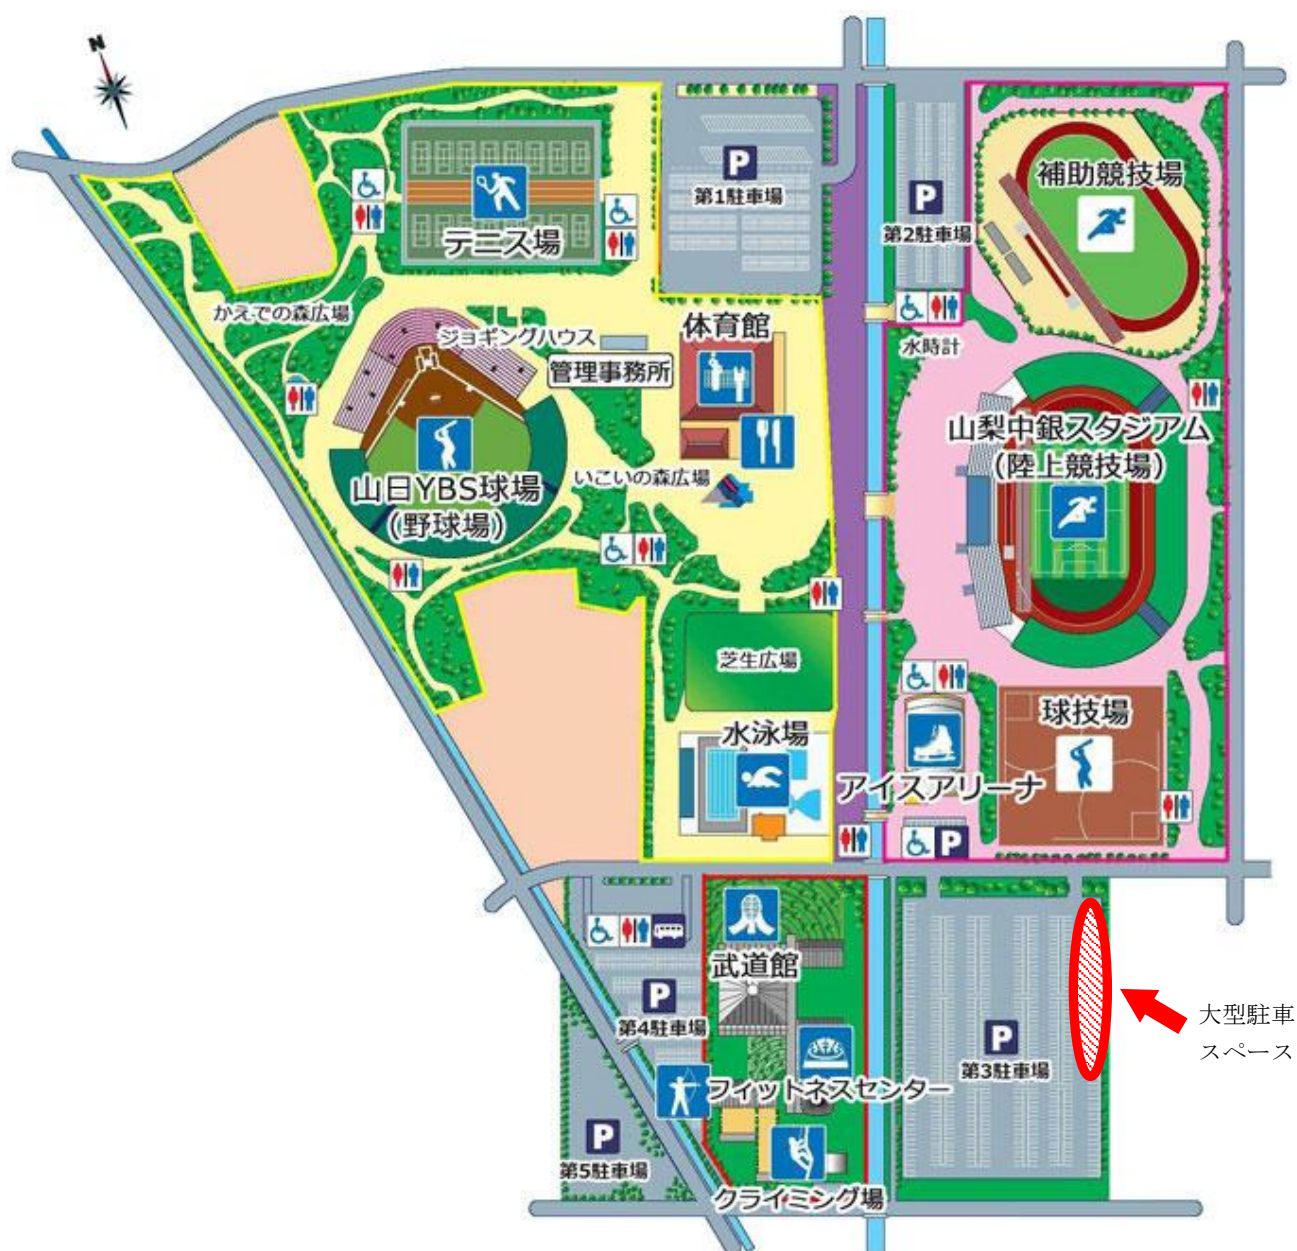 N
P
第1駐車場
P
第2駐車場
補助競技場
テニス場
かえでの森広場
ジョギングハウス
管理事務所
体育館
水時計
山梨中銀スタジアム
(陸上競技場)
山日YBS球場
(野球場)
いこいの森広場
芝生広場
水泳場
球技場
アイスアリーナ
P
武道館
P
第4駐車場
フィットネスセンター
P
第3駐車場
大型駐車
スペース
P
第5駐車場
クライミング場